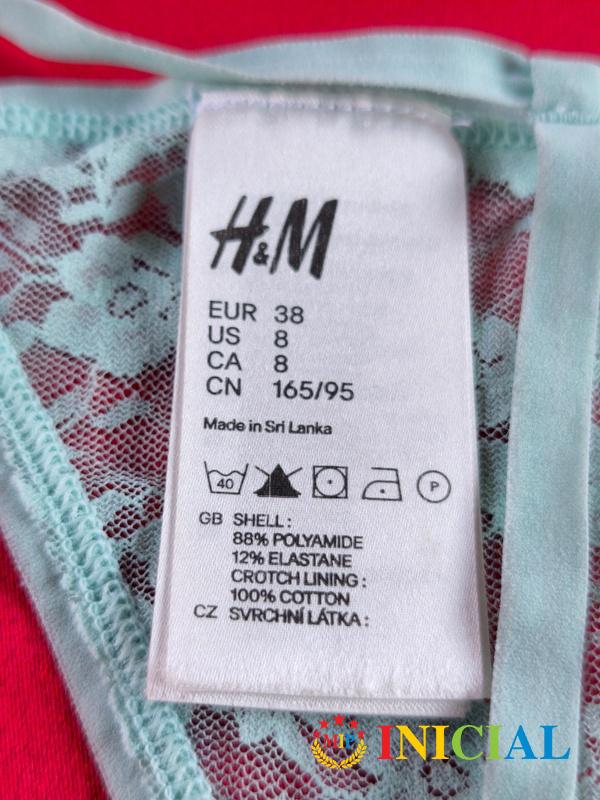 H&M
EUR 38
US 8
CA 8
CN 165/95
Made in Sri Lanka
40 P
GB SHELL:
88% POLYAMIDE
12% ELASTANE
CROTCH LINING:
100% COTTON
CZ SVRCHNÍ LÁTKA:
INICIAL